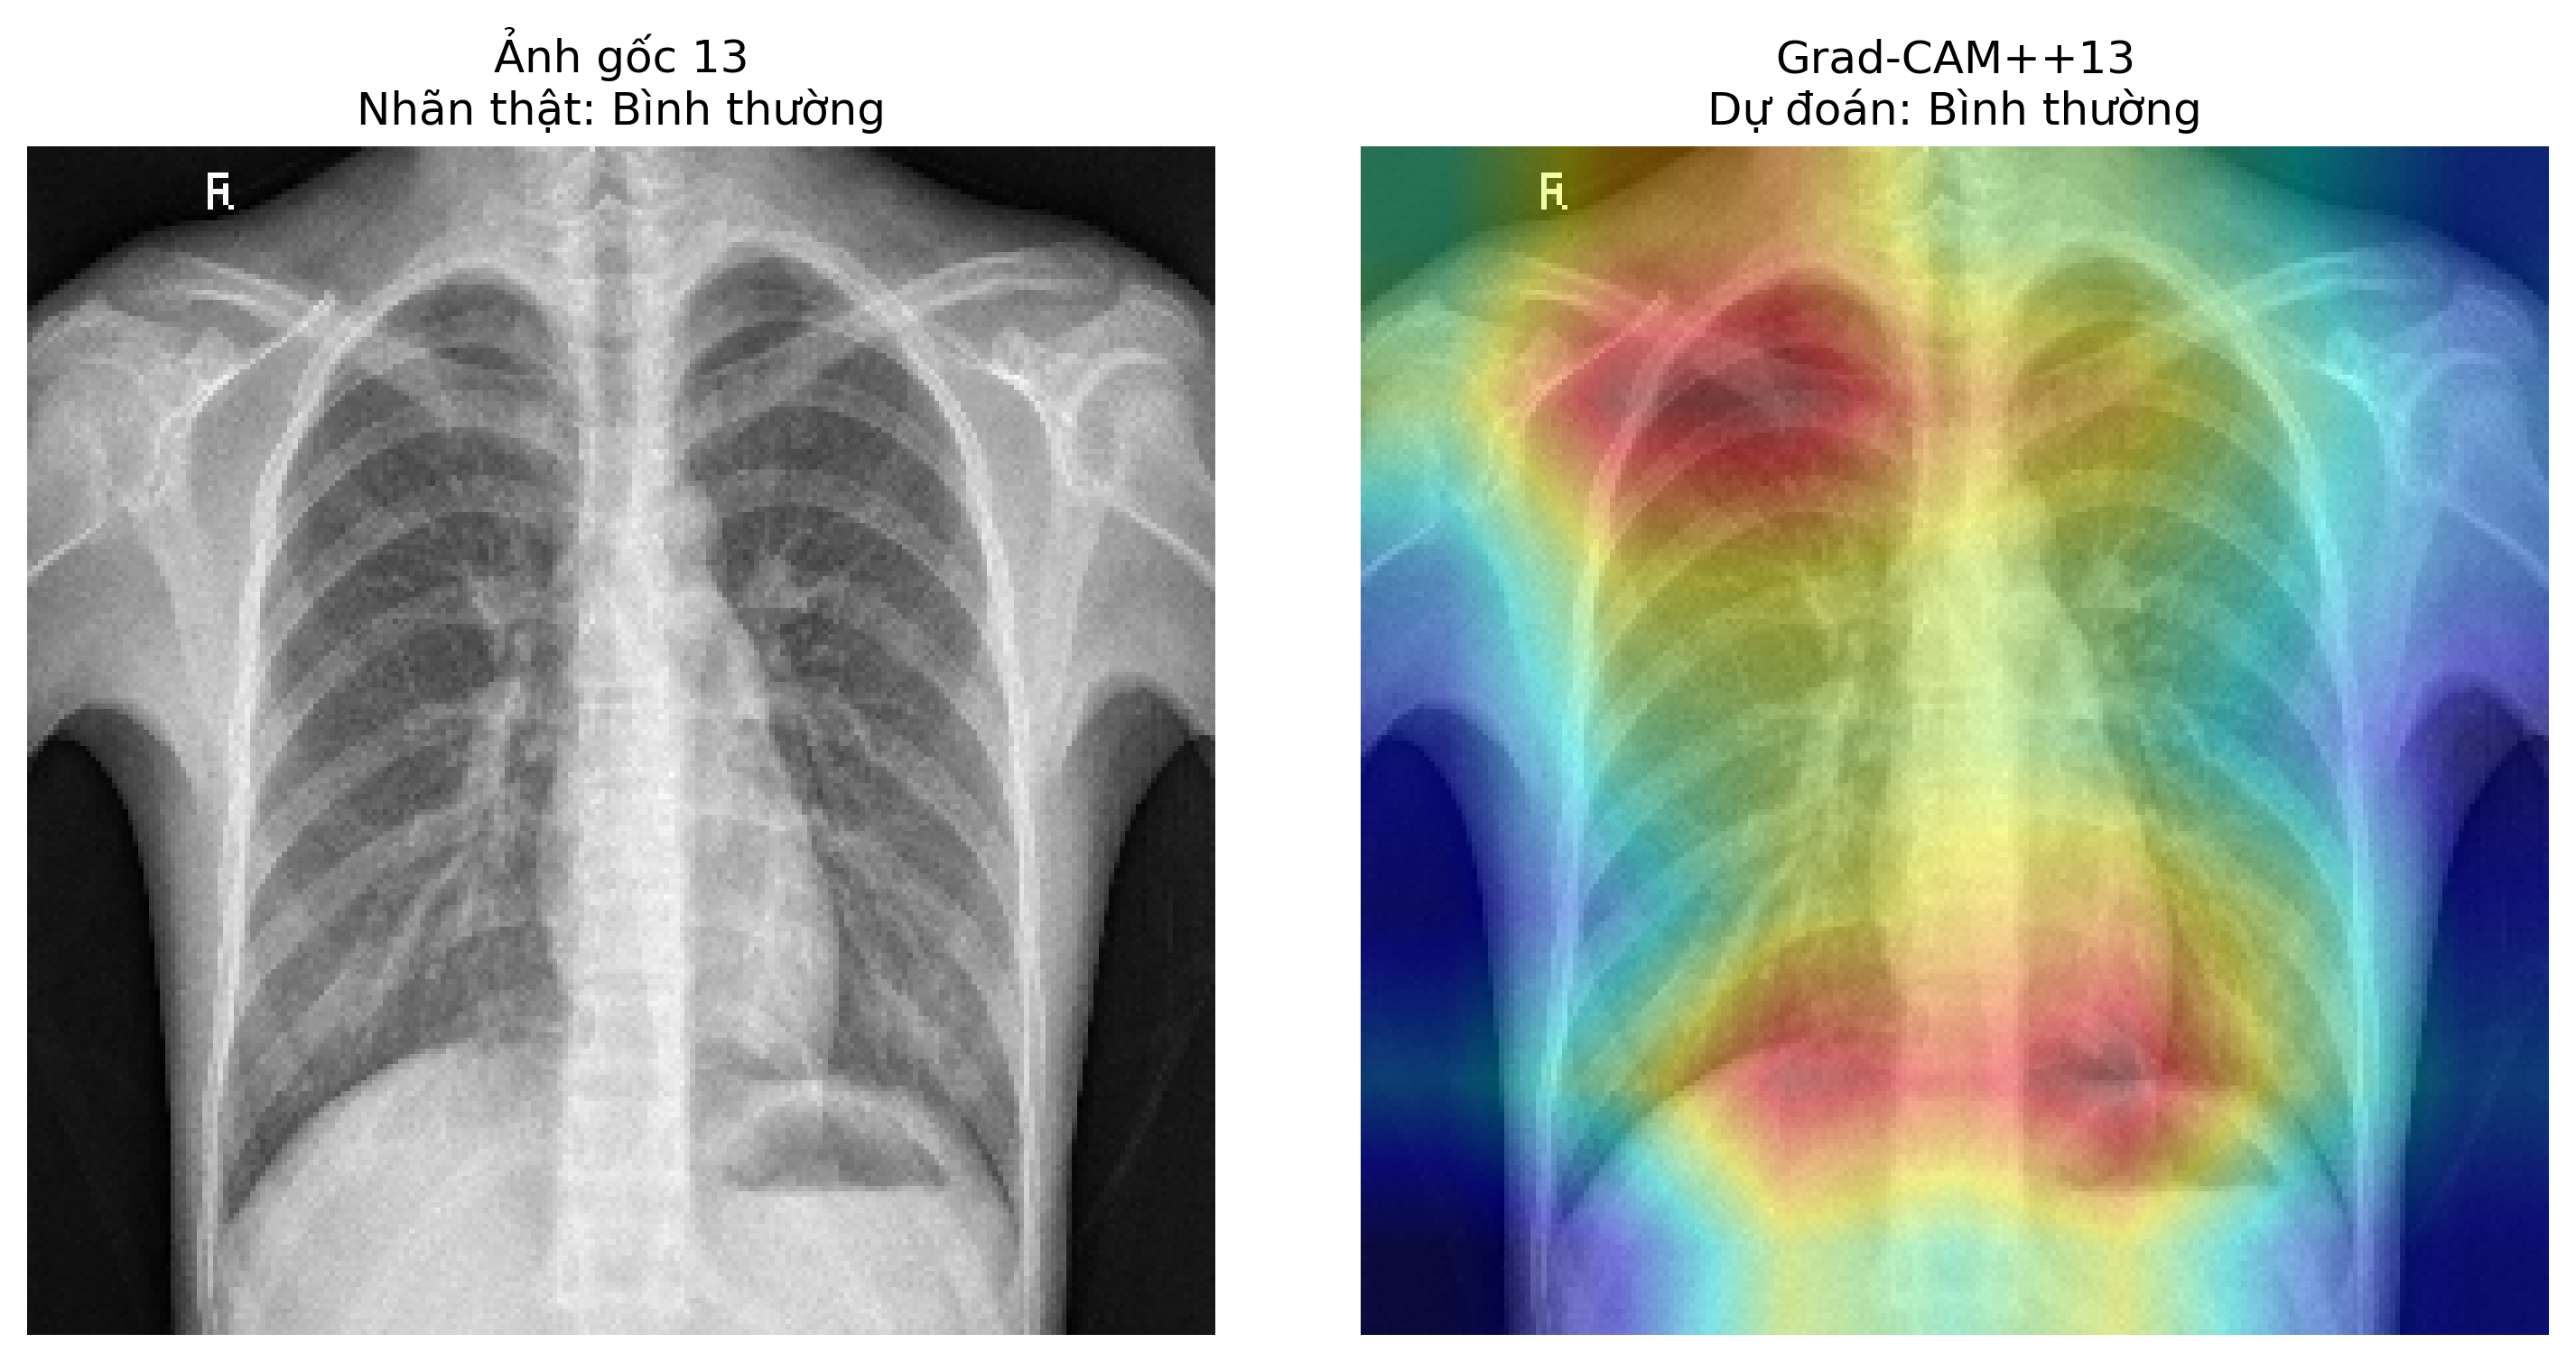 Ảnh gốc 13
Nhãn thật: Bình thường
Grad-CAM++13
Dự đoán: Bình thường
R
R